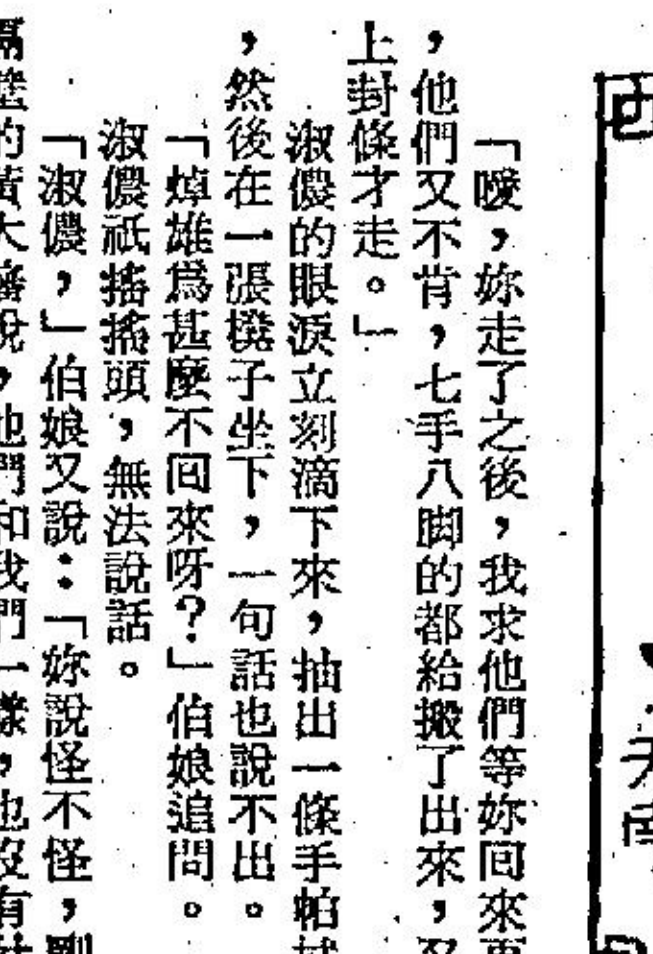 「噯，妳走了之後，我求他們等妳回來再
，他們又不肯，七手八脚的都給搬了出來，又
上封條才走。」
淑儂的眼淚立刻滴下來，抽出一條手帕拭
，然後在一張櫈子坐下，一句話也說不出。
「焯雄爲甚麼不回來呀？」伯娘追問。
淑儂祇搖搖頭，無法說話。
「淑儂，」伯娘又說：「妳說怪不怪，剛
隔壁的黃大嬸說，他們和我們一樣，也沒有